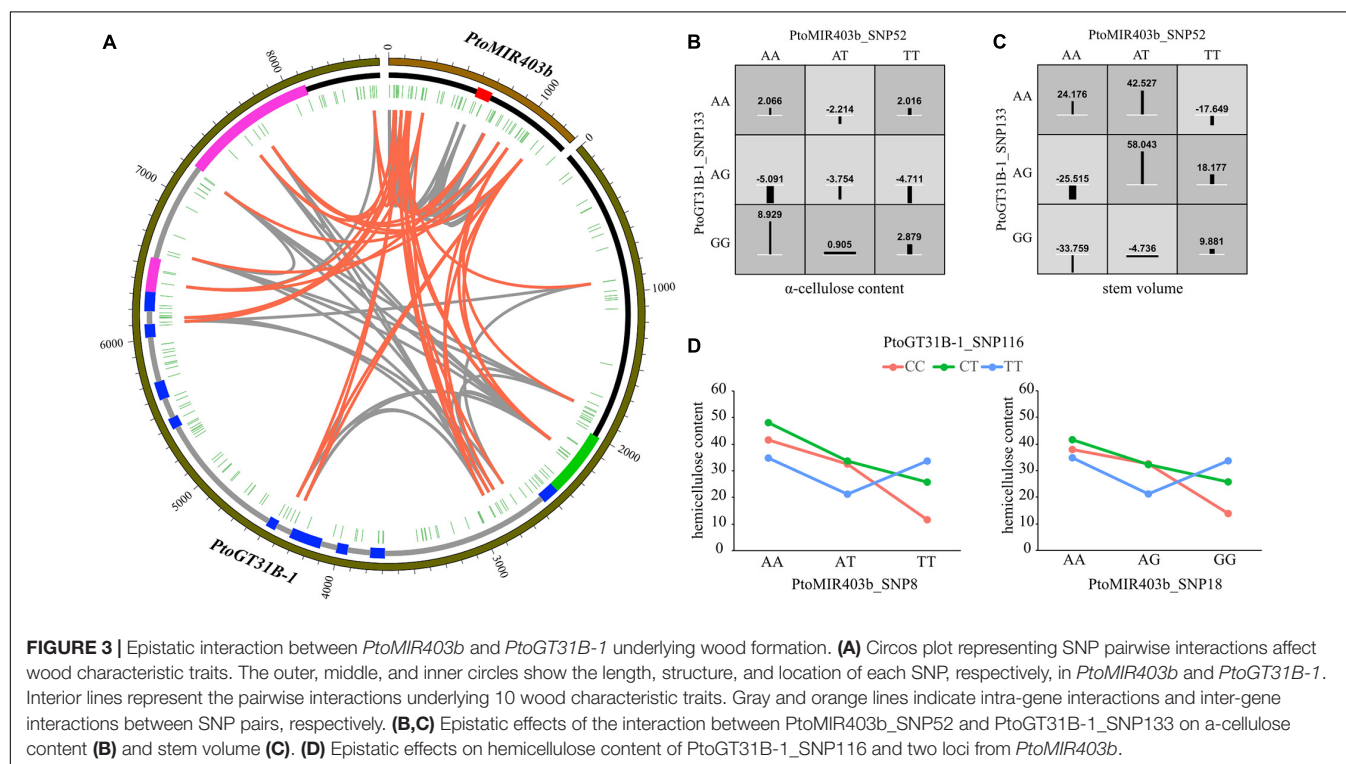 A
PtoMIR403b
0
1000
0
1000
2000
3000
4000
5000
6000
7000
8000
PtoGT31B-1
B
PtoMIR403b_SNP52
AA AT TT
PtoGT31B-1_SNP133
AA 2.066 -2.214 2.016
AG -5.091 -3.754 -4.711
GG 8.929 0.905 2.879
α-cellulose content
C
PtoMIR403b_SNP52
AA AT TT
PtoGT31B-1_SNP133
AA 24.176 42.527 -17.649
AG -25.515 58.043 18.177
GG -33.759 -4.736 9.881
stem volume
D
PtoGT31B-1_SNP116
CC CT TT
hemicellulose content
60
50
40
30
20
10
0
AA AT TT
PtoMIR403b_SNP8
hemicellulose content
60
50
40
30
20
10
0
AA AG GG
PtoMIR403b_SNP18
FIGURE 3 | Epistatic interaction between PtoMIR403b and PtoGT31B-1 underlying wood formation. (A) Circos plot representing SNP pairwise interactions affect
wood characteristic traits. The outer, middle, and inner circles show the length, structure, and location of each SNP, respectively, in PtoMIR403b and PtoGT31B-1.
Interior lines represent the pairwise interactions underlying 10 wood characteristic traits. Gray and orange lines indicate intra-gene interactions and inter-gene
interactions between SNP pairs, respectively. (B,C) Epistatic effects of the interaction between PtoMIR403b_SNP52 and PtoGT31B-1_SNP133 on a-cellulose
content (B) and stem volume (C). (D) Epistatic effects on hemicellulose content of PtoGT31B-1_SNP116 and two loci from PtoMIR403b.